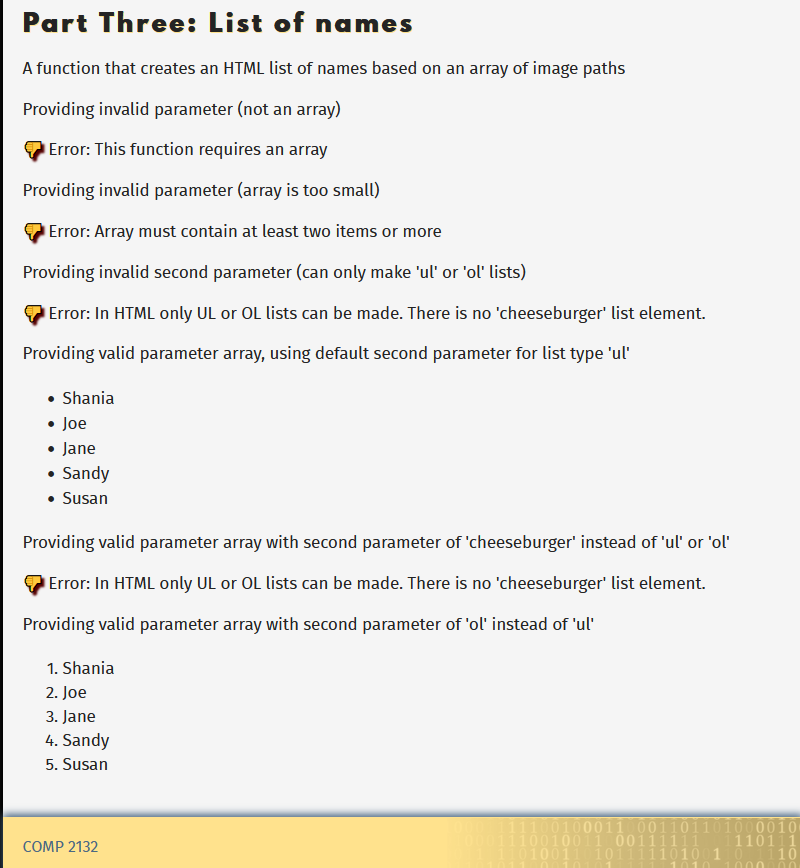 Part Three: List of names
A function that creates an HTML list of names based on an array of image paths
Providing invalid parameter (not an array)
Error: This function requires an array
Providing invalid parameter (array is too small)
Error: Array must contain at least two items or more
Providing invalid second parameter (can only make 'ul' or 'ol' lists)
Error: In HTML only UL or OL lists can be made. There is no 'cheeseburger' list element.
Providing valid parameter array, using default second parameter for list type 'ul'
• Shania
• Joe
• Jane
• Sandy
• Susan
Providing valid parameter array with second parameter of 'cheeseburger' instead of 'ul' or 'ol'
Error: In HTML only UL or OL lists can be made. There is no 'cheeseburger' list element.
Providing valid parameter array with second parameter of 'ol' instead of 'ul'
1. Shania
2. Joe
3. Jane
4. Sandy
5. Susan
COMP 2132